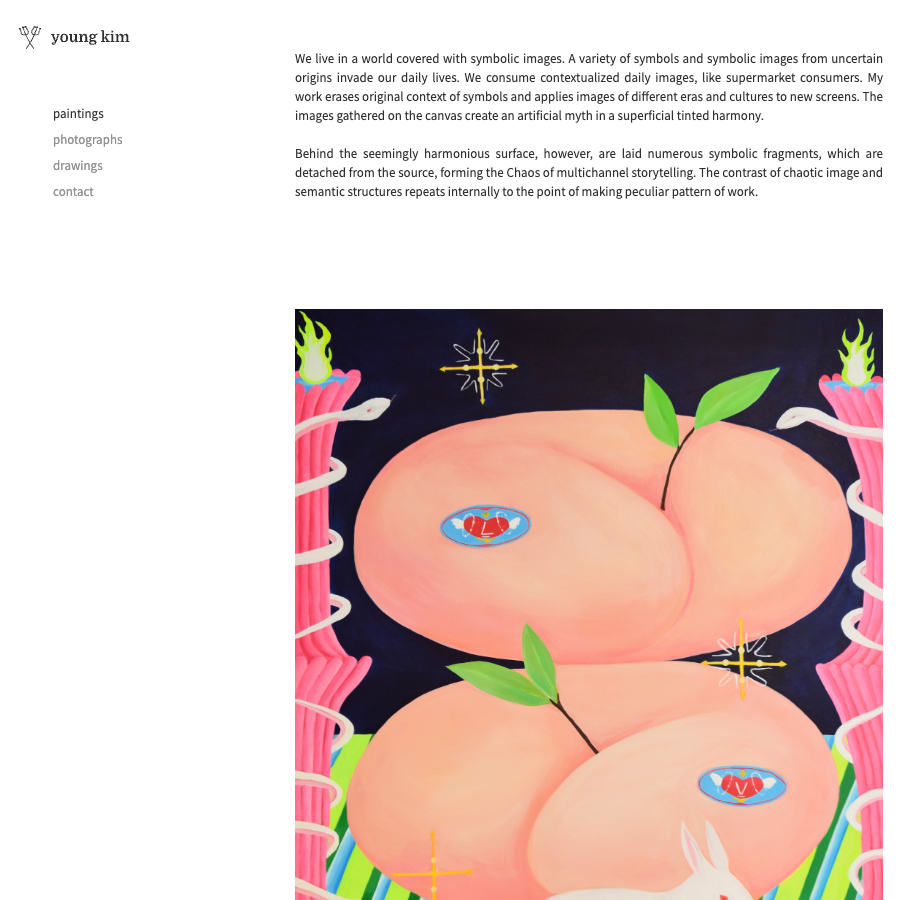 young kim
paintings
photographs
drawings
contact
We live in a world covered with symbolic images. A variety of symbols and symbolic images from uncertain
origins invade our daily lives. We consume contextualized daily images, like supermarket consumers. My
work erases original context of symbols and applies images of different eras and cultures to new screens. The
images gathered on the canvas create an artificial myth in a superficial tinted harmony.
Behind the seemingly harmonious surface, however, are laid numerous symbolic fragments, which are
detached from the source, forming the Chaos of multichannel storytelling. The contrast of chaotic image and
semantic structures repeats internally to the point of making peculiar pattern of work.
L
V